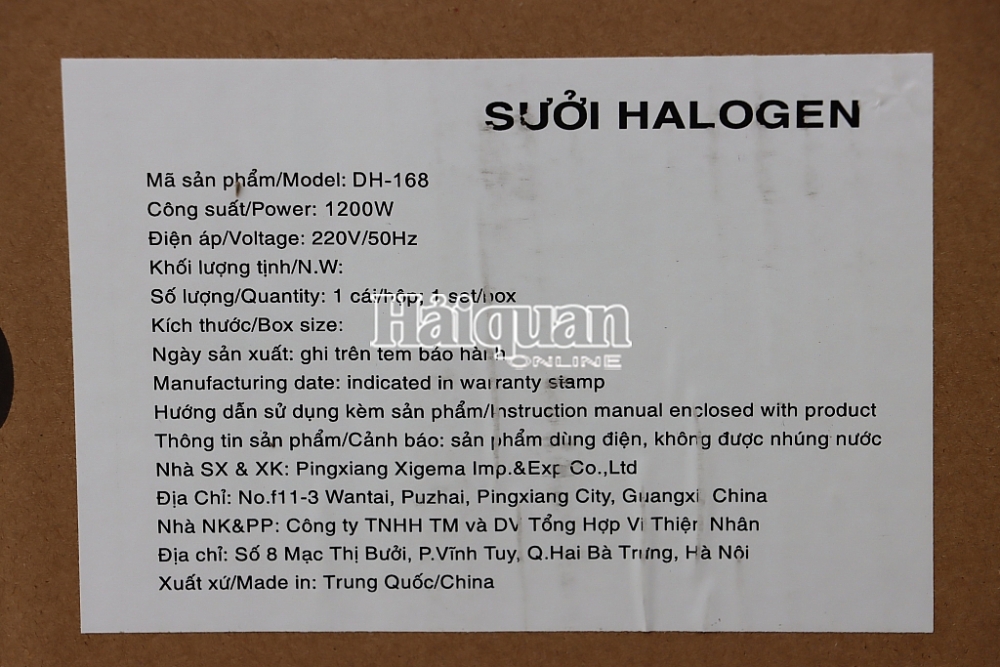 SƯỞI HALOGEN
Mã sản phẩm/Model: DH-168
Công suất/Power: 1200W
Điện áp/Voltage: 220V/50Hz
Khối lượng tịnh/N.W:
Số lượng/Quantity: 1 cái/hộp; 1 set/box
Kích thước/Box size:
Hảiquan
ONLINE
Ngày sản xuất: ghi trên tem báo hành
Manufacturing date: indicated in warranty stamp
Hướng dẫn sử dụng kèm sản phẩm/Instruction manual enclosed with product
Thông tin sản phẩm/Cảnh báo: sản phẩm dùng điện, không được nhúng nước
Nhà SX & XK: Pingxiang Xigema Imp.&Exp Co.,Ltd
Địa Chỉ: No.f11-3 Wantai, Puzhai, Pingxiang City, Guangxi, China
Nhà NK&PP: Công ty TNHH TM và DV Tổng Hợp Vi Thiện Nhân
Địa chỉ: Số 8 Mạc Thị Bưởi, P.Vĩnh Tuy, Q.Hai Bà Trưng, Hà Nôi
Xuất xứ/Made in: Trung Quốc/China